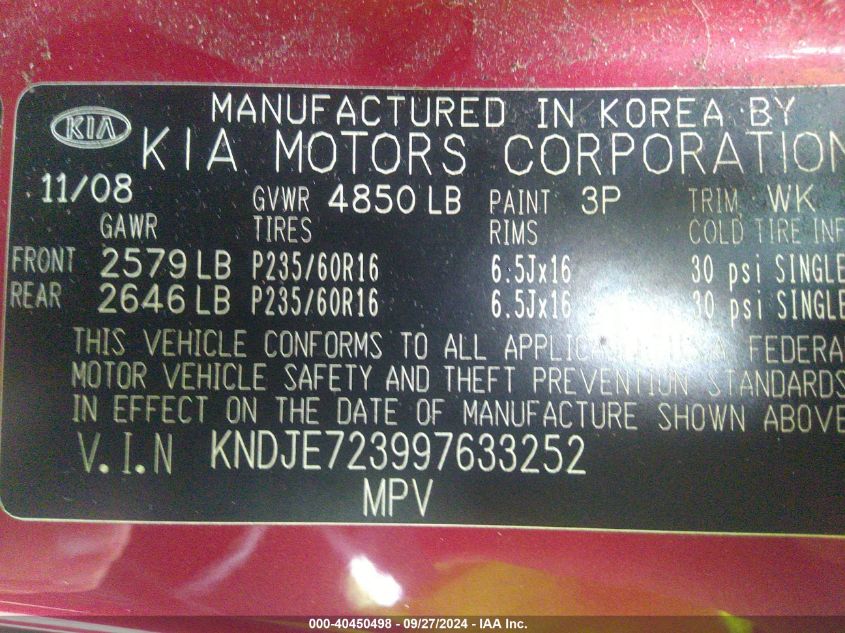 KIA
MANUFACTURED IN KOREA BY
KIA MOTORS CORPORATION
11/08 GVWR 4850 LB PAINT 3P TRIM WK
GAWR TIRES RIMS COLD TIRE INF
FRONT 2579 LB P235/60R16 6.5Jx16 30 psi SINGLE
REAR 2646 LB P235/60R16 6.5Jx16 30 psi SINGLE
THIS VEHICLE CONFORMS TO ALL APPLIC A FEDERA
MOTOR VEHICLE SAFETY AND THEFT PREVENTION STANDARDS
IN EFFECT ON THE DATE OF MANUFACTURE SHOWN ABOVE
V.I.N KNDJE723997633252
MPV
000-40450498 - 09/27/2024 - IAA Inc.